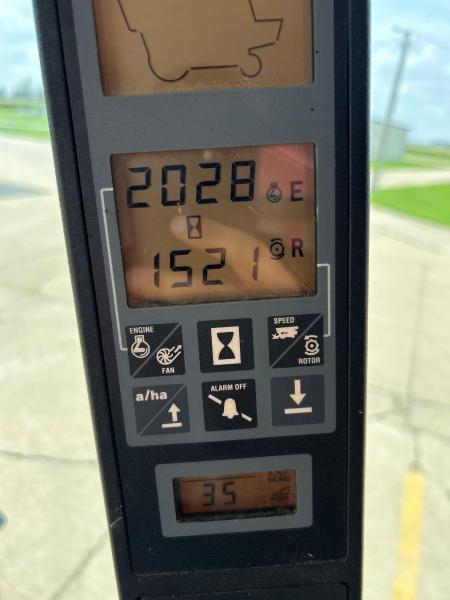 2028 E
1521 R
ENGINE
FAN
SPEED
ROTOR
a/ha
ALARM OFF
35